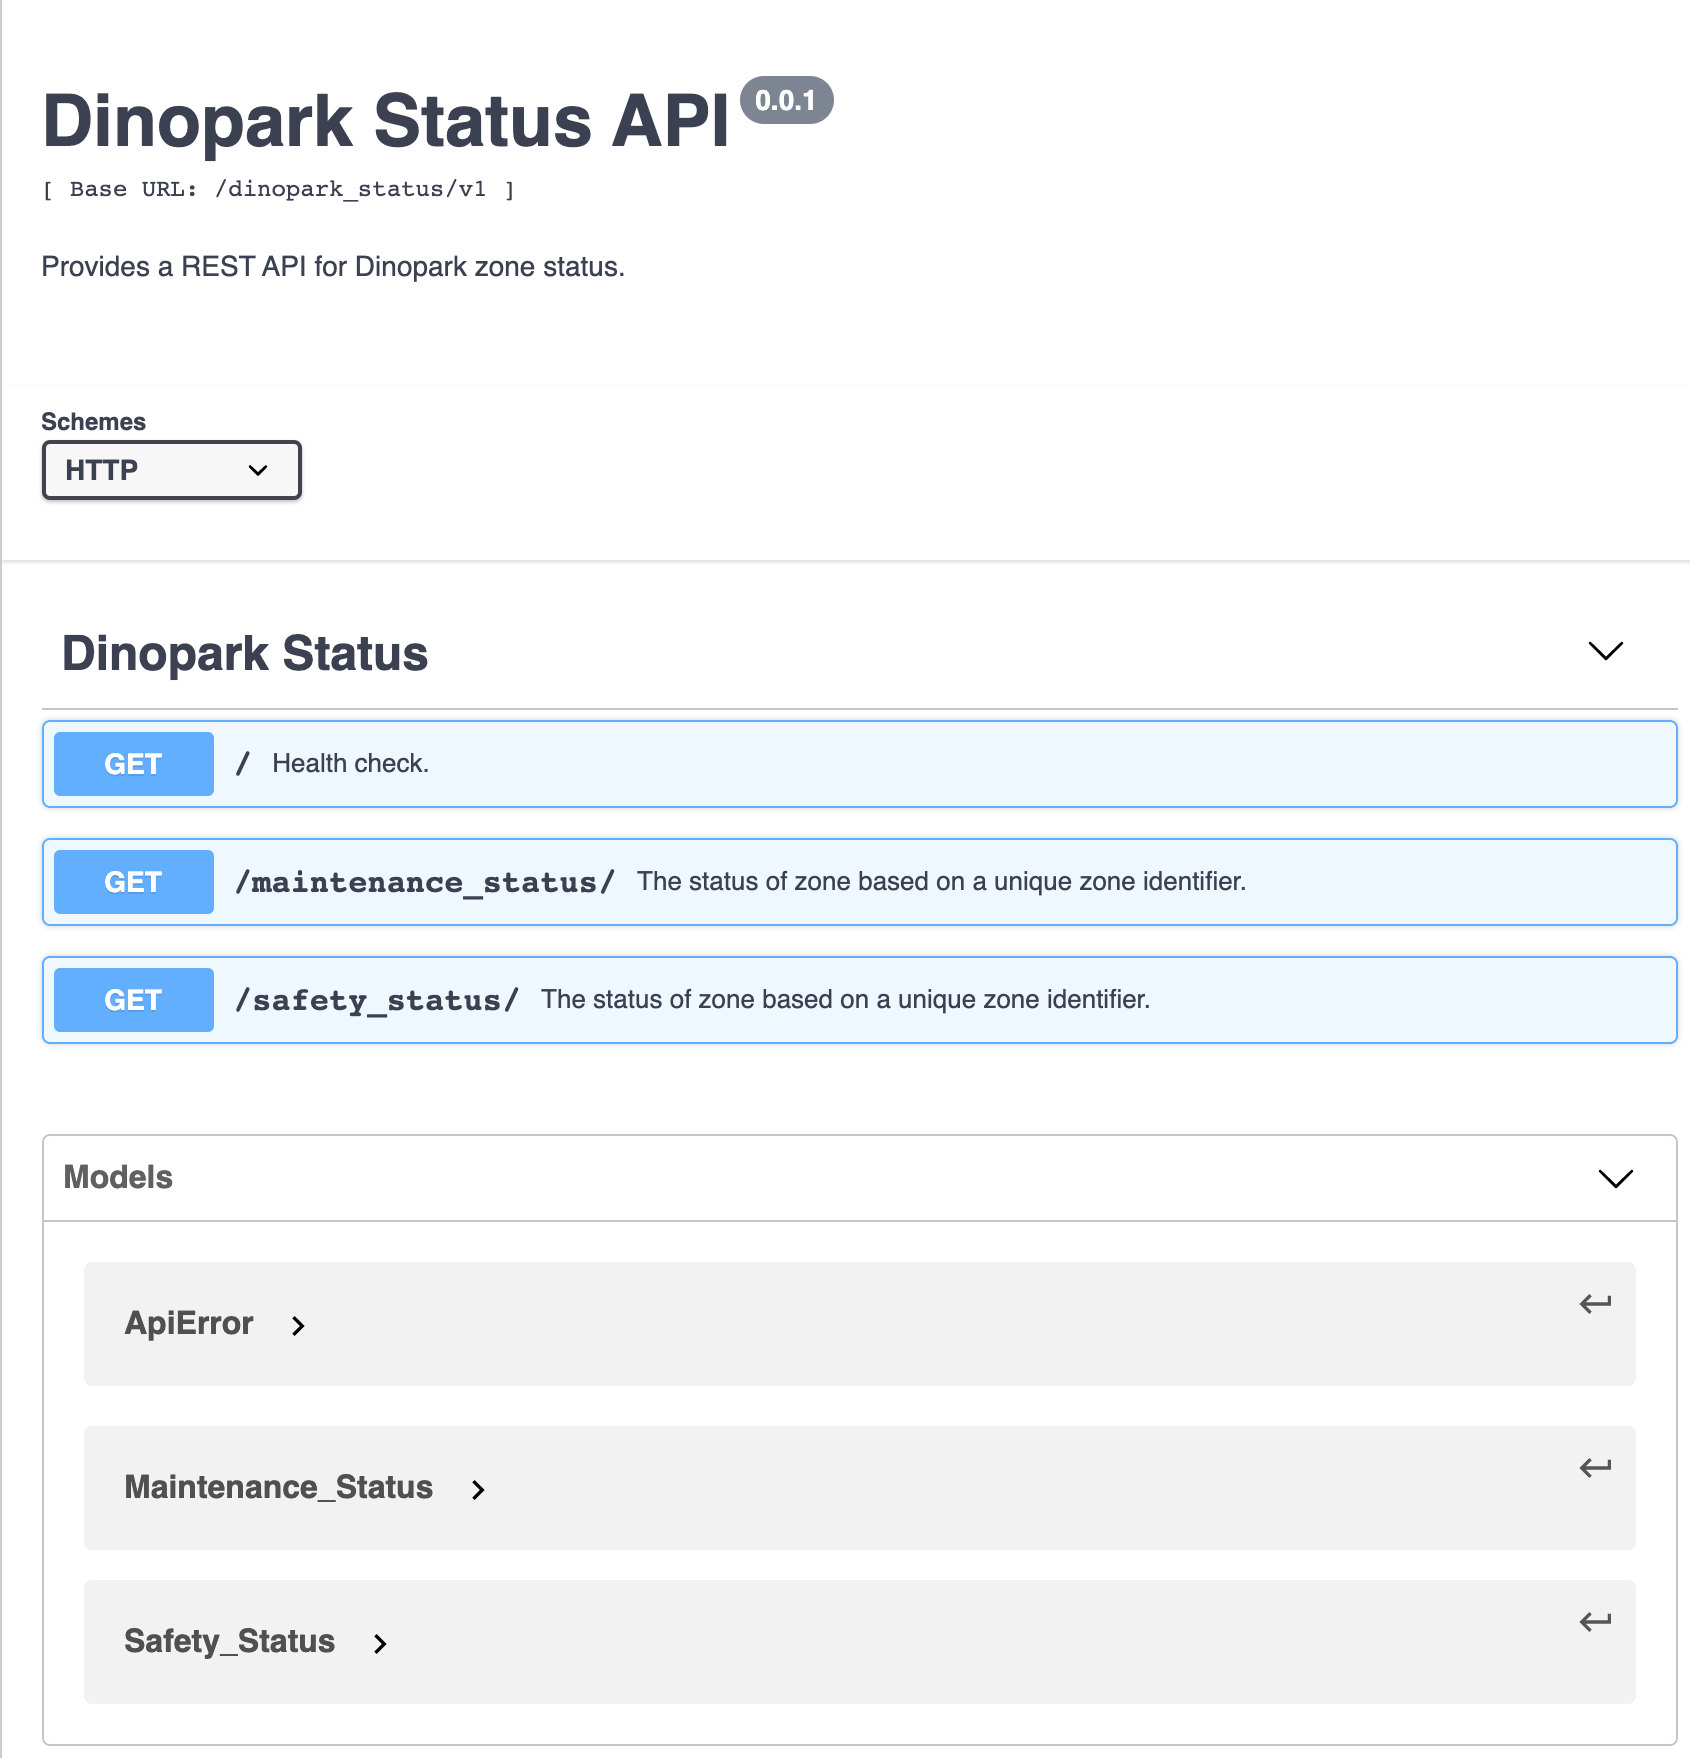 Dinopark Status API 0.0.1
[ Base URL: /dinopark_status/v1 ]
Provides a REST API for Dinopark zone status.
Schemes
HTTP
Dinopark Status
GET / Health check.
GET /maintenance_status/ The status of zone based on a unique zone identifier.
GET /safety_status/ The status of zone based on a unique zone identifier.
Models
ApiError
Maintenance_Status
Safety_Status